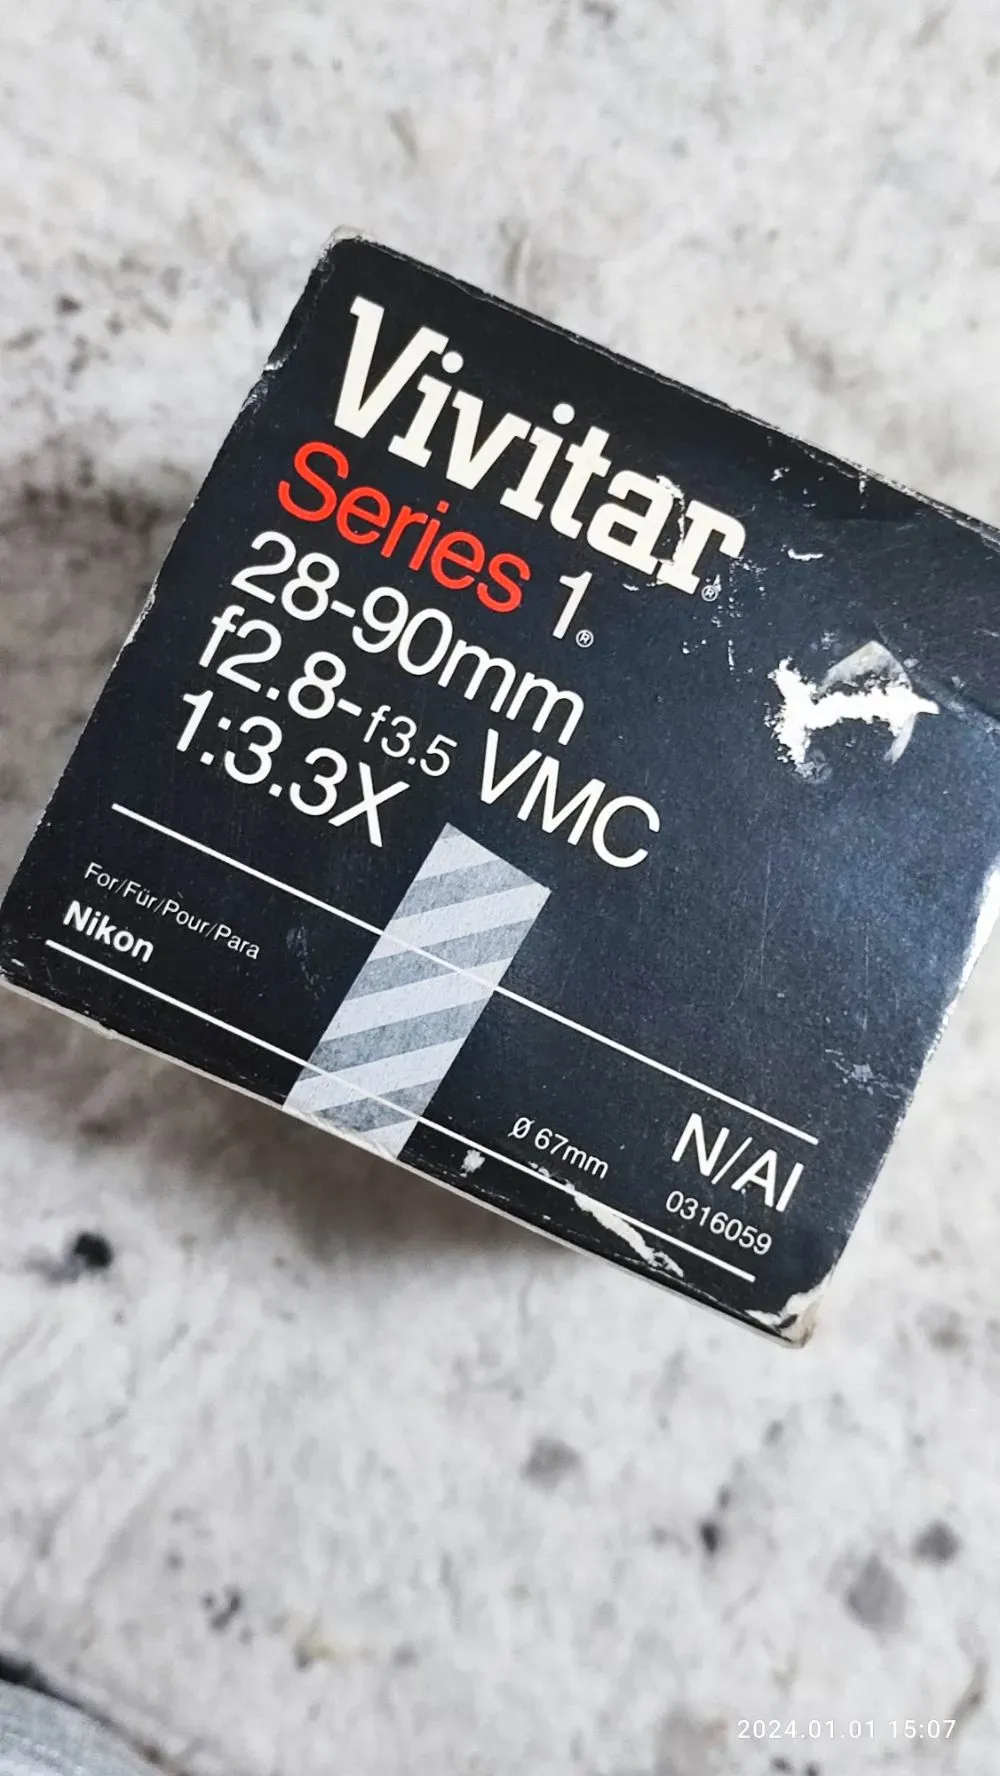 Vivitar®
Series 1®
28-90mm
f2.8-f3.5 VMC
1:3.3X
For/Für/Pour/Para
Nikon
N/AI
Ø 67mm
0316059
2024.01.01 15:07